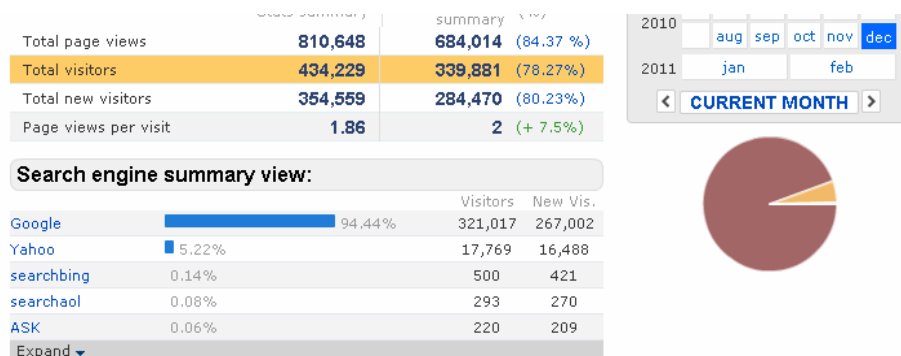 Stats summary summary (%)
Total page views 810,648 684,014 (84.37 %)
Total visitors 434,229 339,881 (78.27%)
Total new visitors 354,559 284,470 (80.23%)
Page views per visit 1.86 2 (+ 7.5%)
Search engine summary view:
Visitors New Vis.
Google 94.44% 321,017 267,002
Yahoo 5.22% 17,769 16,488
searchbing 0.14% 500 421
searchaol 0.08% 293 270
ASK 0.06% 220 209
Expand
2010
aug sep oct nov dec
2011 jan feb
CURRENT MONTH